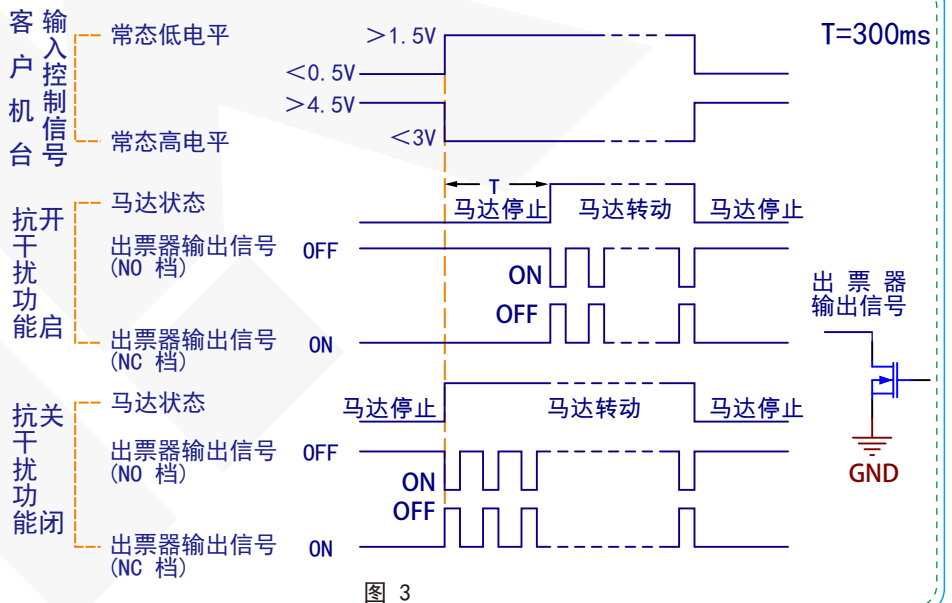 客户机台
输入控制信号
常态低电平
>1.5V
<0.5V
T=300ms
>4.5V
常态高电平
<3V
抗干扰功能
开启
马达状态
T
马达停止
马达转动
马达停止
出票器输出信号
(NO 档)
OFF
ON
OFF
出票器输出信号
(NC 档)
ON
出票器
输出信号
GND
抗干扰功能
关闭
马达状态
马达停止
马达转动
马达停止
出票器输出信号
(NO 档)
OFF
ON
OFF
出票器输出信号
(NC 档)
ON
图 3